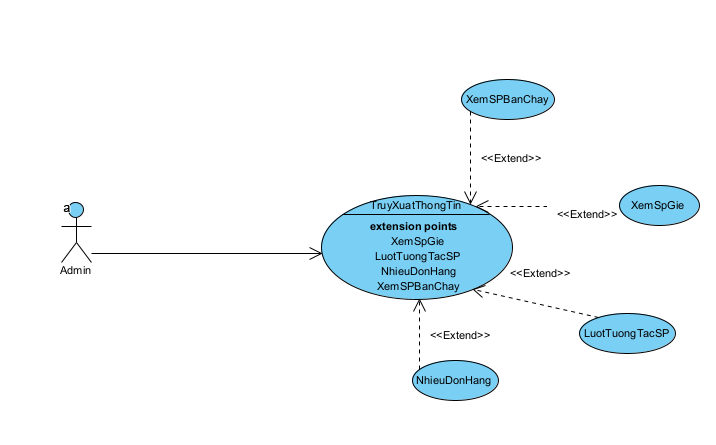 XemSPBanChay
<<Extend>>
a
Admin
TruyXuatThongTin
extension points
XemSpGie
LuotTuongTacSP
NhieuDonHang
XemSPBanChay
XemSpGie
<<Extend>>
<<Extend>>
LuotTuongTacSP
<<Extend>>
NhieuDonHang